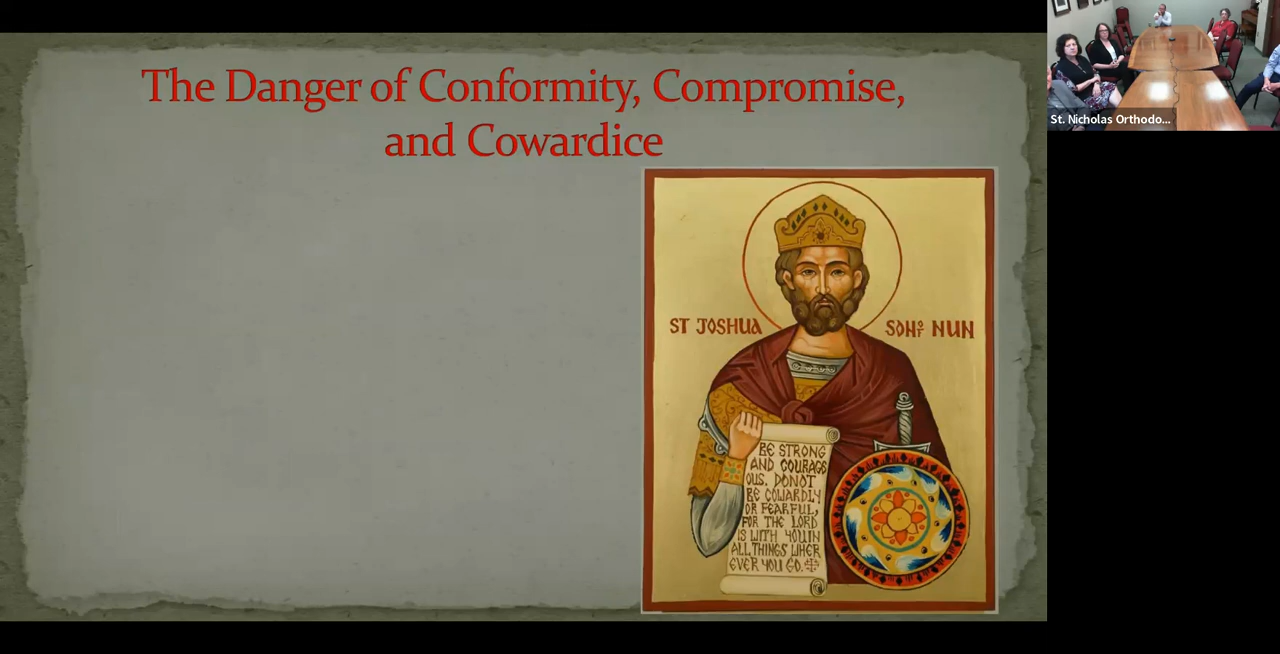 The Danger of Conformity, Compromise,
and Cowardice
ST JOSHUA
SON OF NUN
BE STRONG
AND COURAGE
OUS. DO NOT
BE COWARDLY
OR FEARFUL,
FOR THE LORD
IS WITH YOU IN
ALL THINGS WHER
EVER YOU GO.
St. Nicholas Orthodo...